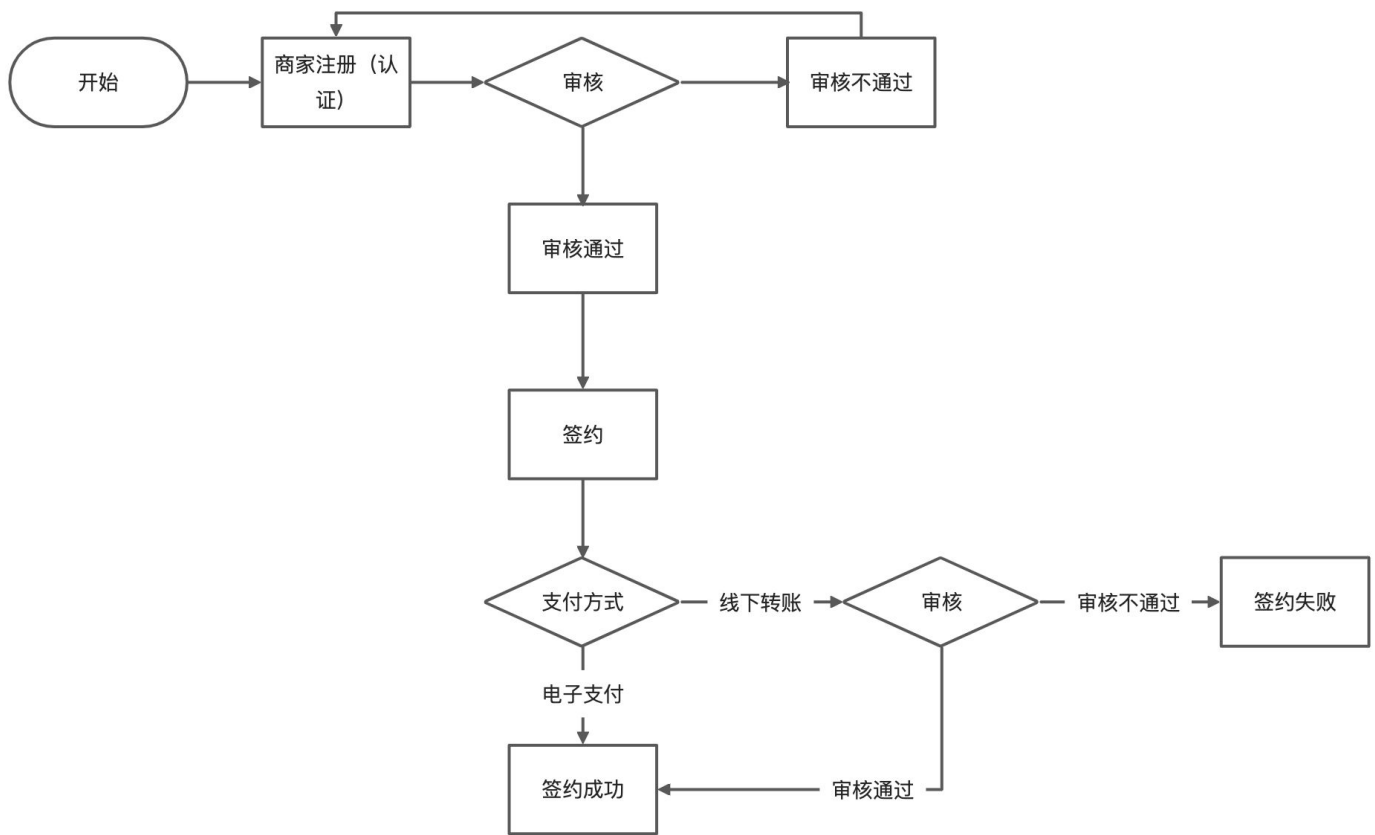 开始
商家注册（认
证）
审核
审核不通过
审核通过
签约
支付方式
线下转账
审核
审核不通过
签约失败
电子支付
签约成功
审核通过